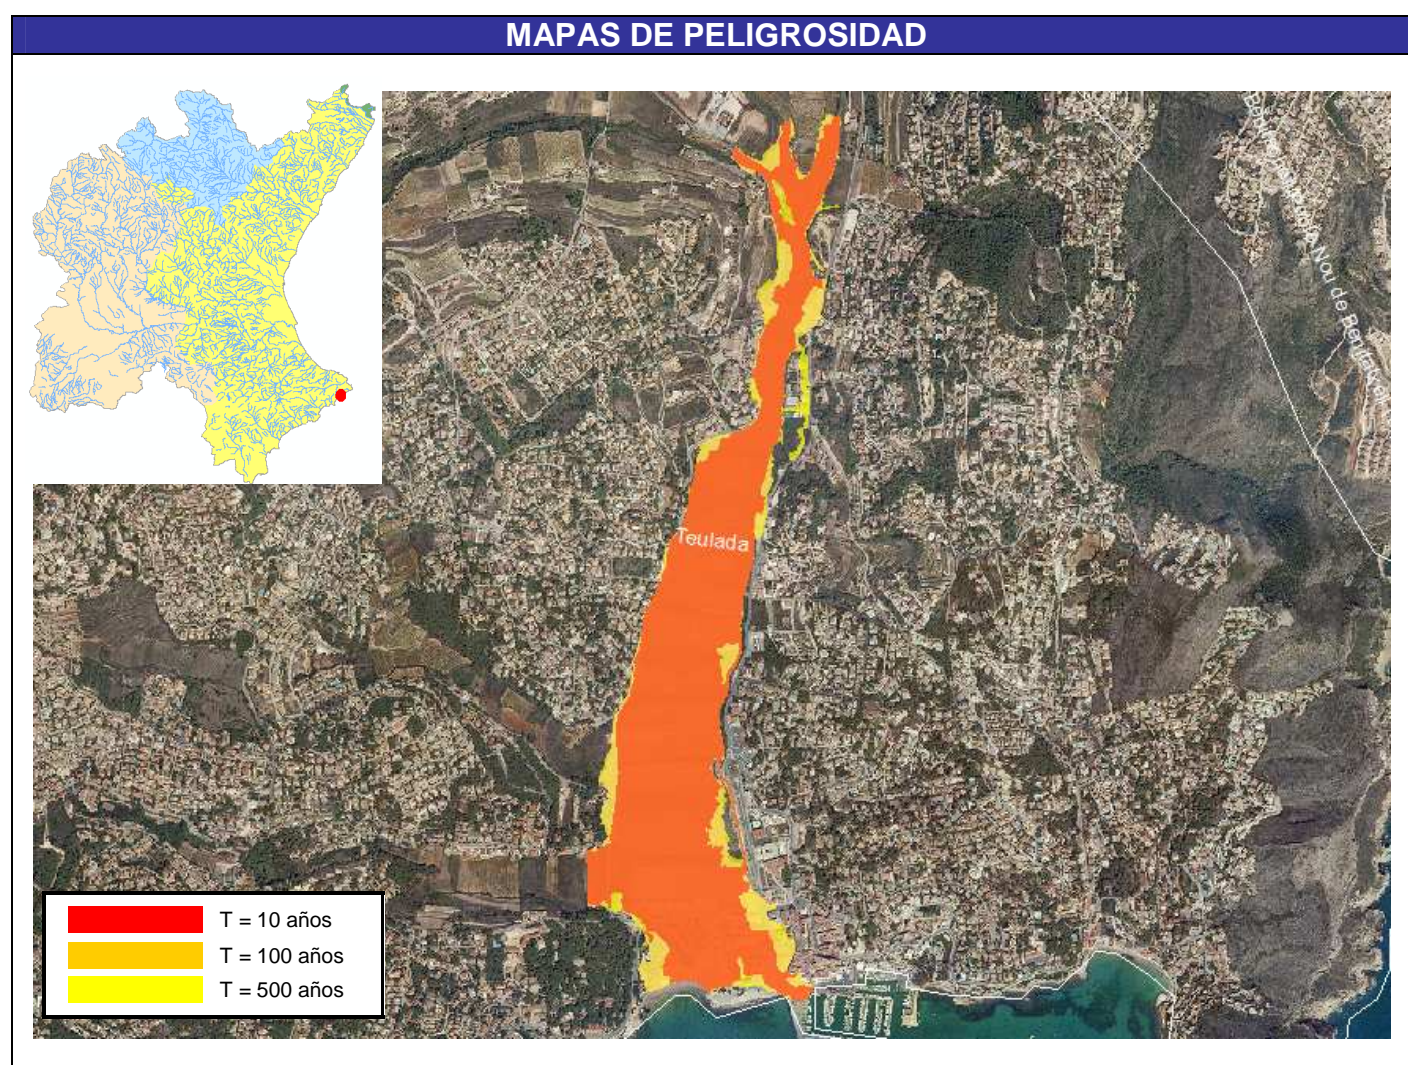 MAPAS DE PELIGROSIDAD
Teulada
T = 10 años
T = 100 años
T = 500 años